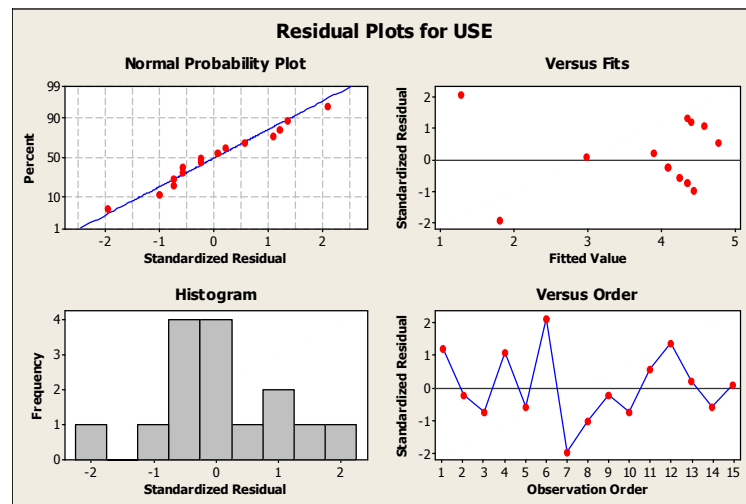 Residual Plots for USE
Normal Probability Plot
99
90
50
10
1
Percent
-2 -1 0 1 2
Standardized Residual
Versus Fits
2
1
0
-1
-2
Standardized Residual
1 2 3 4 5
Fitted Value
Histogram
4
3
2
1
0
Frequency
-2 -1 0 1 2
Standardized Residual
Versus Order
2
1
0
-1
-2
Standardized Residual
1 2 3 4 5 6 7 8 9 10 11 12 13 14 15
Observation Order